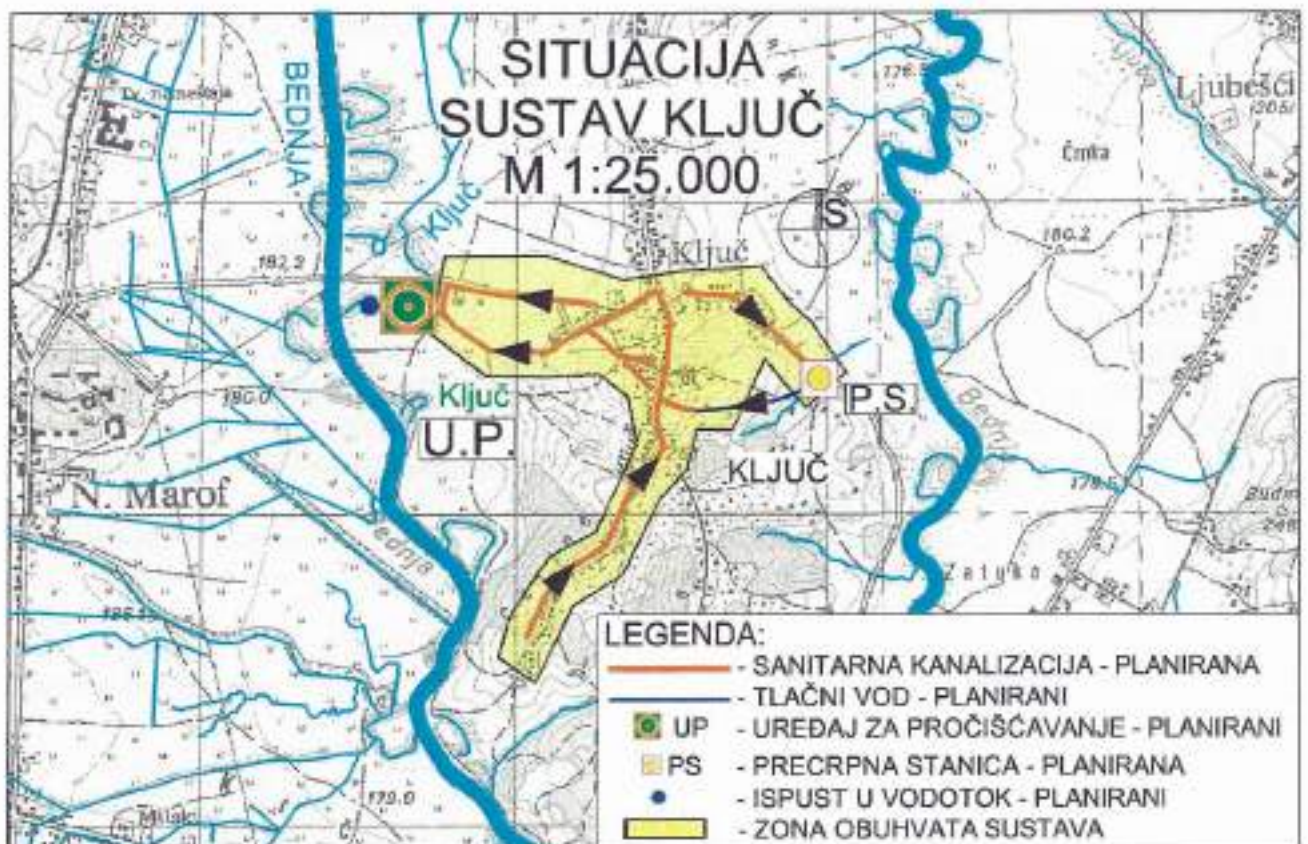 SITUACIJA
SUSTAV KLJUČ
M 1:25.000
BEDNJA
Ključ
Ljubešći
Črnka
S
Ključ
180.2
182.3
Ključ
U.P.
P.S.
KLJUČ
180.0
N. Marof
Bednja
178.5
Zaluko
179.0
LEGENDA:
- SANITARNA KANALIZACIJA - PLANIRANA
- TLAČNI VOD - PLANIRANI
UP - UREĐAJ ZA PROČIŠĆAVANJE - PLANIRANI
PS - PRECRPNA STANICA - PLANIRANA
- ISPUST U VODOTOK - PLANIRANI
- ZONA OBUHVATA SUSTAVA